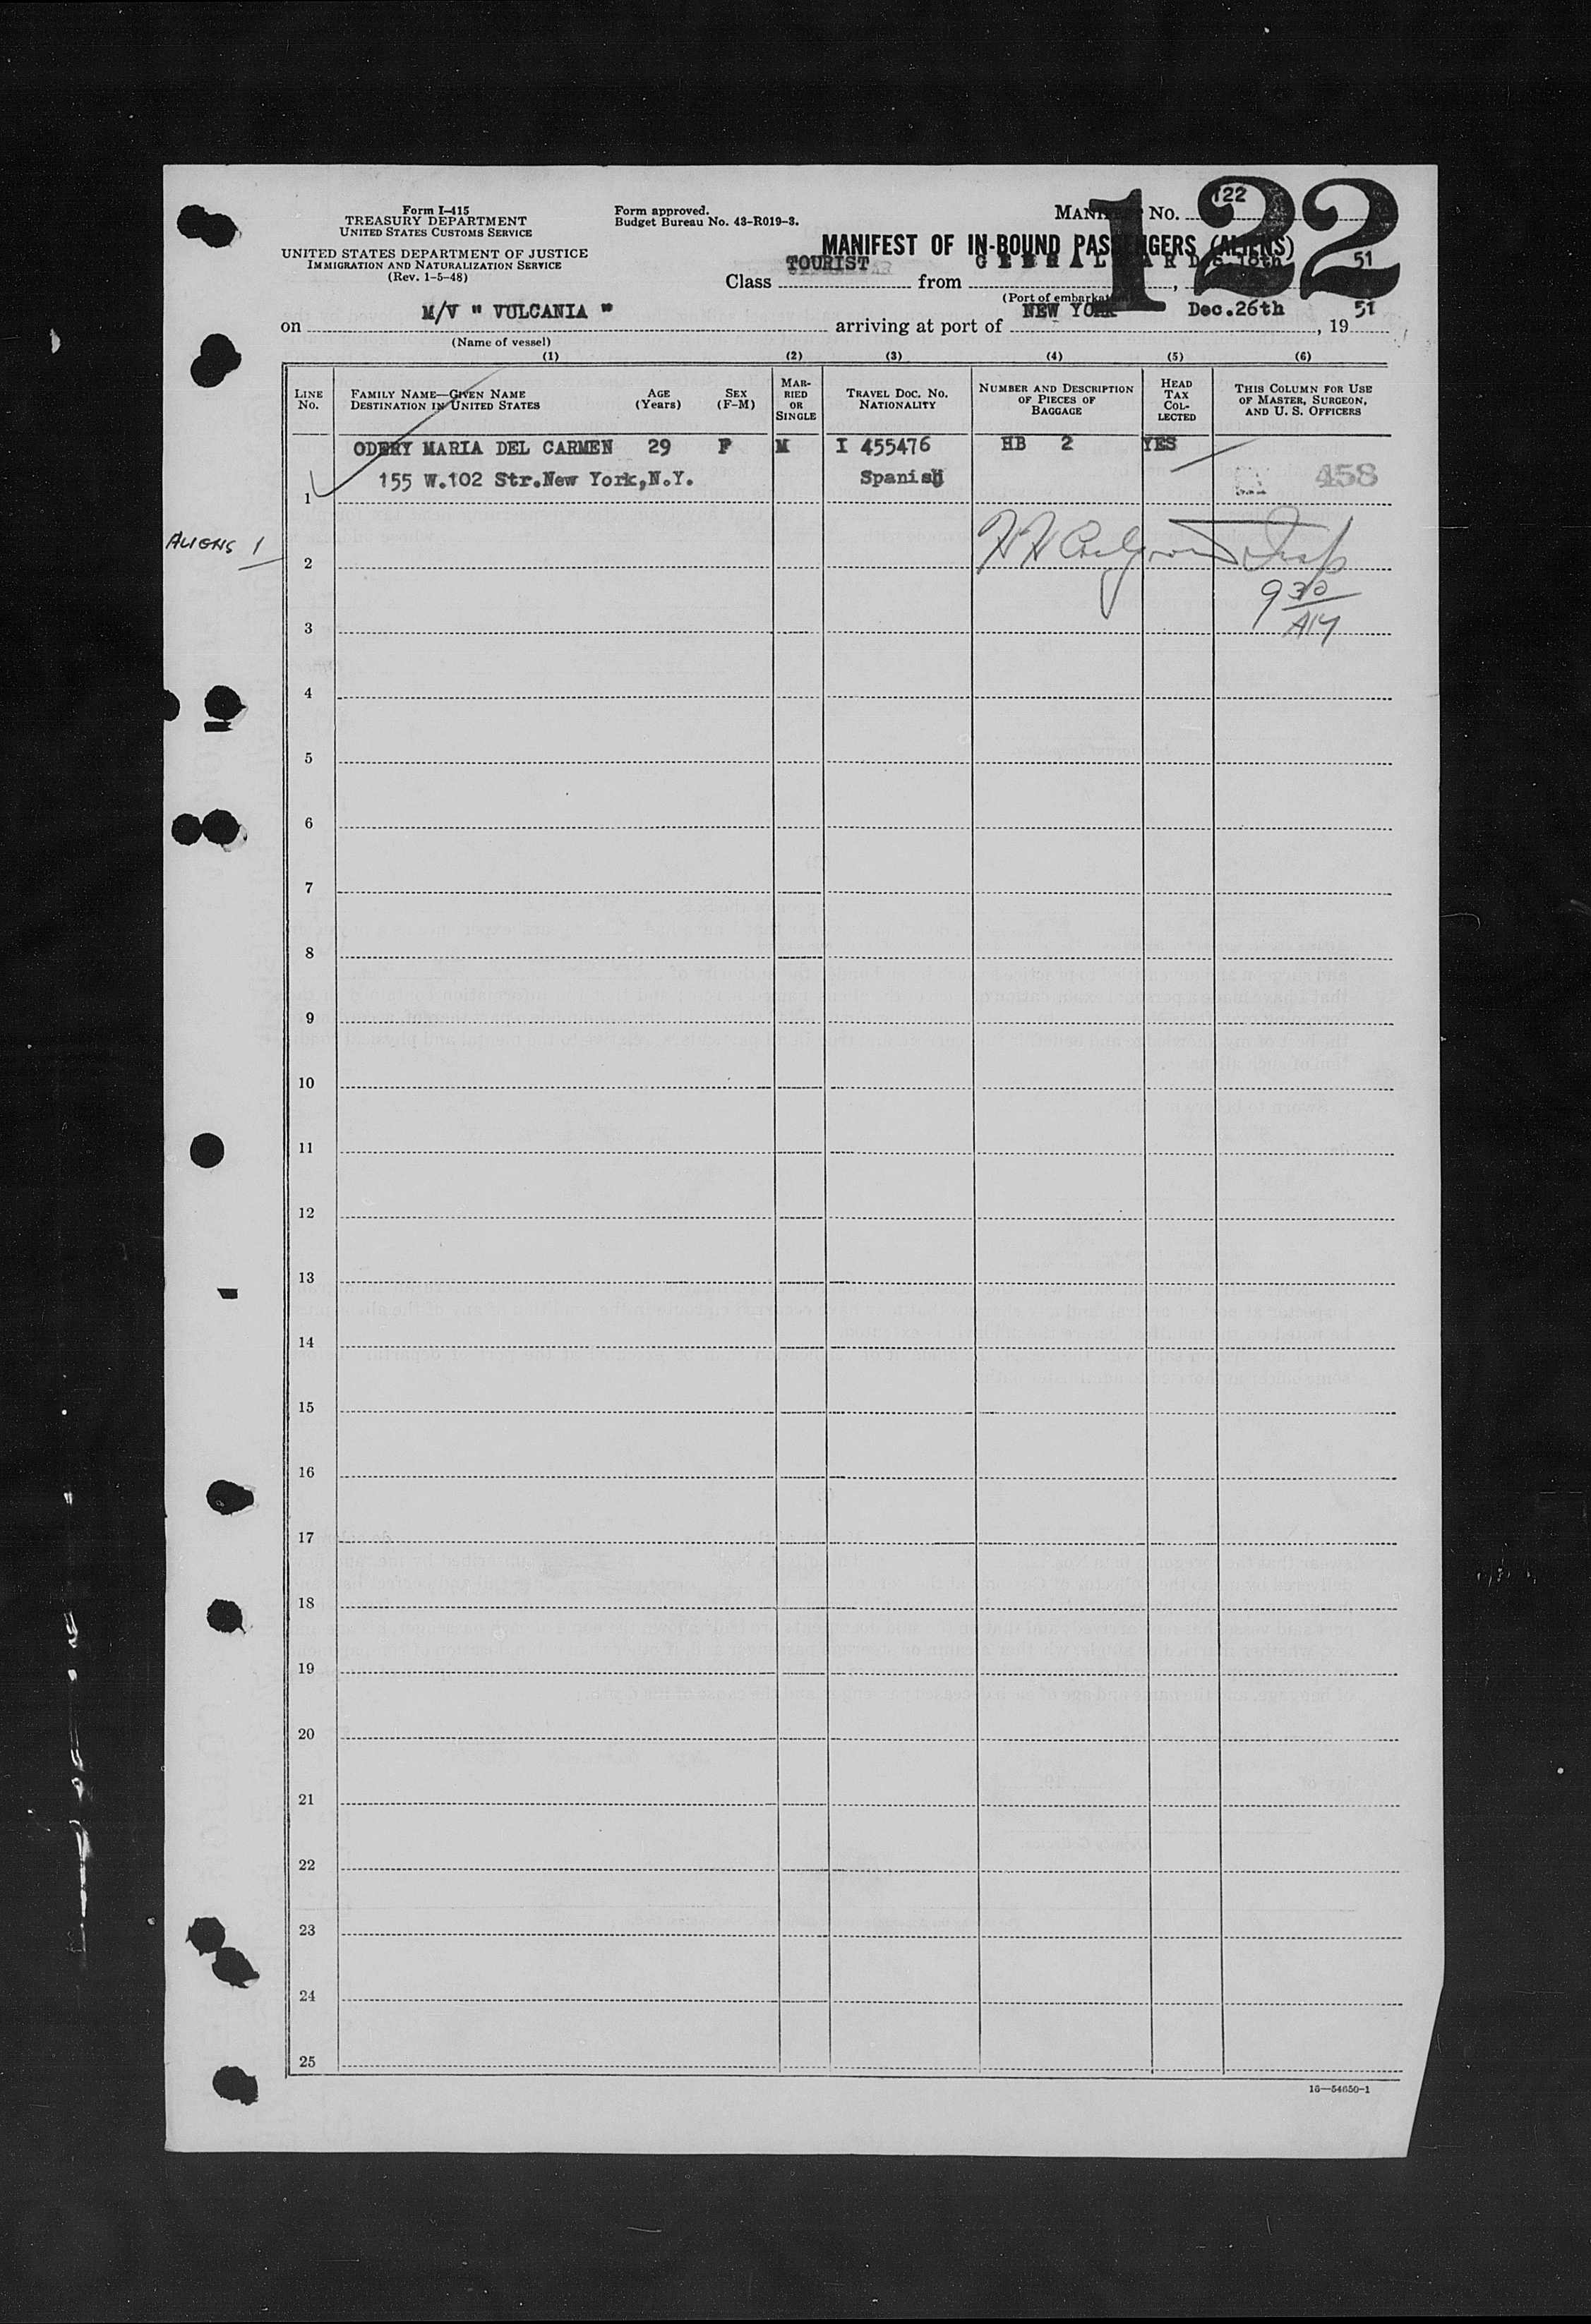 Form I-415
TREASURY DEPARTMENT
UNITED STATES CUSTOMS SERVICE
UNITED STATES DEPARTMENT OF JUSTICE
IMMIGRATION AND NATURALIZATION SERVICE
(Rev. 1-5-48)
Form approved.
Budget Bureau No. 43-R019-3.
MANIFEST No. 122
122
MANIFEST OF IN-BOUND PASSENGERS (ALIENS)
Class TOURIST from GIBRALTAR, 51
(Port of embarkation)
on M/V " VULCANIA " arriving at port of NEW YORK Dec.26th, 19 51
(Name of vessel)
(1) (2) (3) (4) (5) (6)
LINE No. FAMILY NAME—GIVEN NAME DESTINATION IN UNITED STATES AGE (Years) SEX (F-M) MARRIED OR SINGLE TRAVEL DOC. No. NATIONALITY NUMBER AND DESCRIPTION OF PIECES OF BAGGAGE HEAD TAX COLLECTED THIS COLUMN FOR USE OF MASTER, SURGEON, AND U. S. OFFICERS
ODERY MARIA DEL CARMEN 29 F M I 455476 HB 2 YES
1 155 W.102 Str.New York,N.Y. Spanish 458
ALIENS 1
2
9 30
AM
3
4
5
6
7
8
9
10
11
12
13
14
15
16
17
18
19
20
21
22
23
24
25
16—54650-1